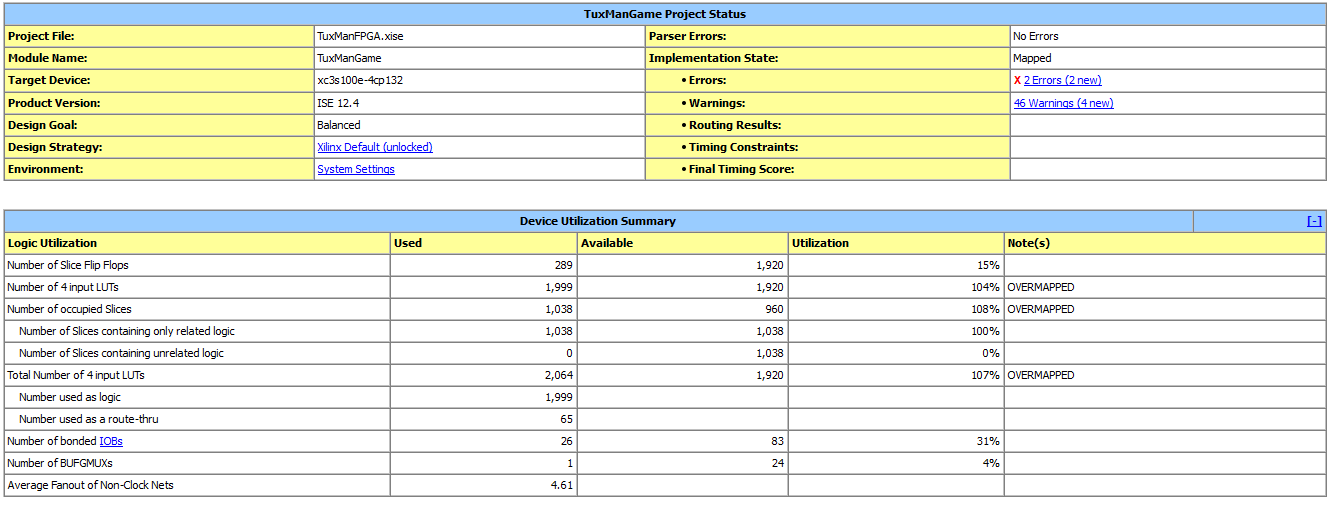 TuxManGame Project Status
Project File: TuxManFPGA.xise Parser Errors: No Errors
Module Name: TuxManGame Implementation State: Mapped
Target Device: xc3s100e-4cp132 • Errors: X 2 Errors (2 new)
Product Version: ISE 12.4 • Warnings: 46 Warnings (4 new)
Design Goal: Balanced • Routing Results:
Design Strategy: Xilinx Default (unlocked) • Timing Constraints:
Environment: System Settings • Final Timing Score:
Device Utilization Summary [-]
Logic Utilization Used Available Utilization Note(s)
Number of Slice Flip Flops 289 1,920 15%
Number of 4 input LUTs 1,999 1,920 104% OVERMAPPED
Number of occupied Slices 1,038 960 108% OVERMAPPED
Number of Slices containing only related logic 1,038 1,038 100%
Number of Slices containing unrelated logic 0 1,038 0%
Total Number of 4 input LUTs 2,064 1,920 107% OVERMAPPED
Number used as logic 1,999
Number used as a route-thru 65
Number of bonded IOBs 26 83 31%
Number of BUFGMUXs 1 24 4%
Average Fanout of Non-Clock Nets 4.61